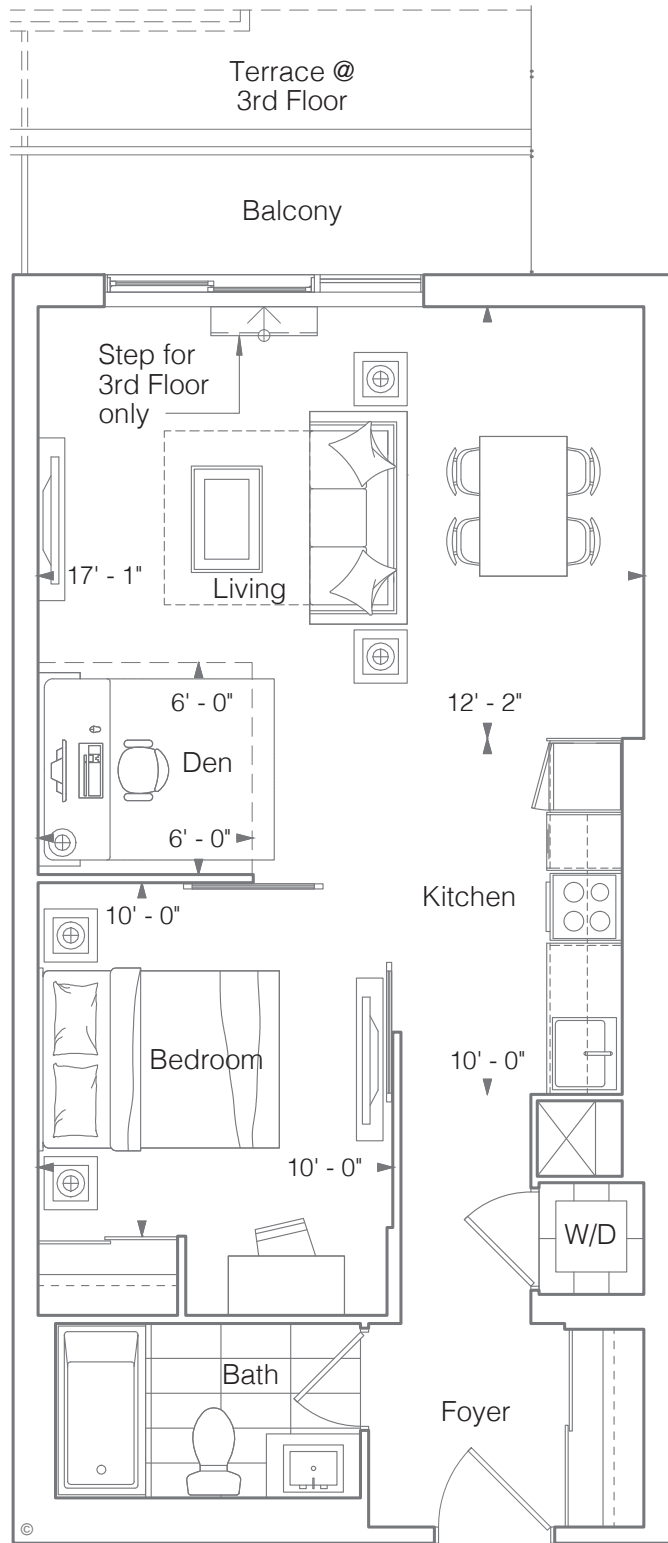 Terrace @
3rd Floor
Balcony
Step for
3rd Floor
only
17' - 1"
Living
6' - 0"
12' - 2"
Den
6' - 0"
Kitchen
10' - 0"
Bedroom
10' - 0"
10' - 0"
W/D
Bath
Foyer
©